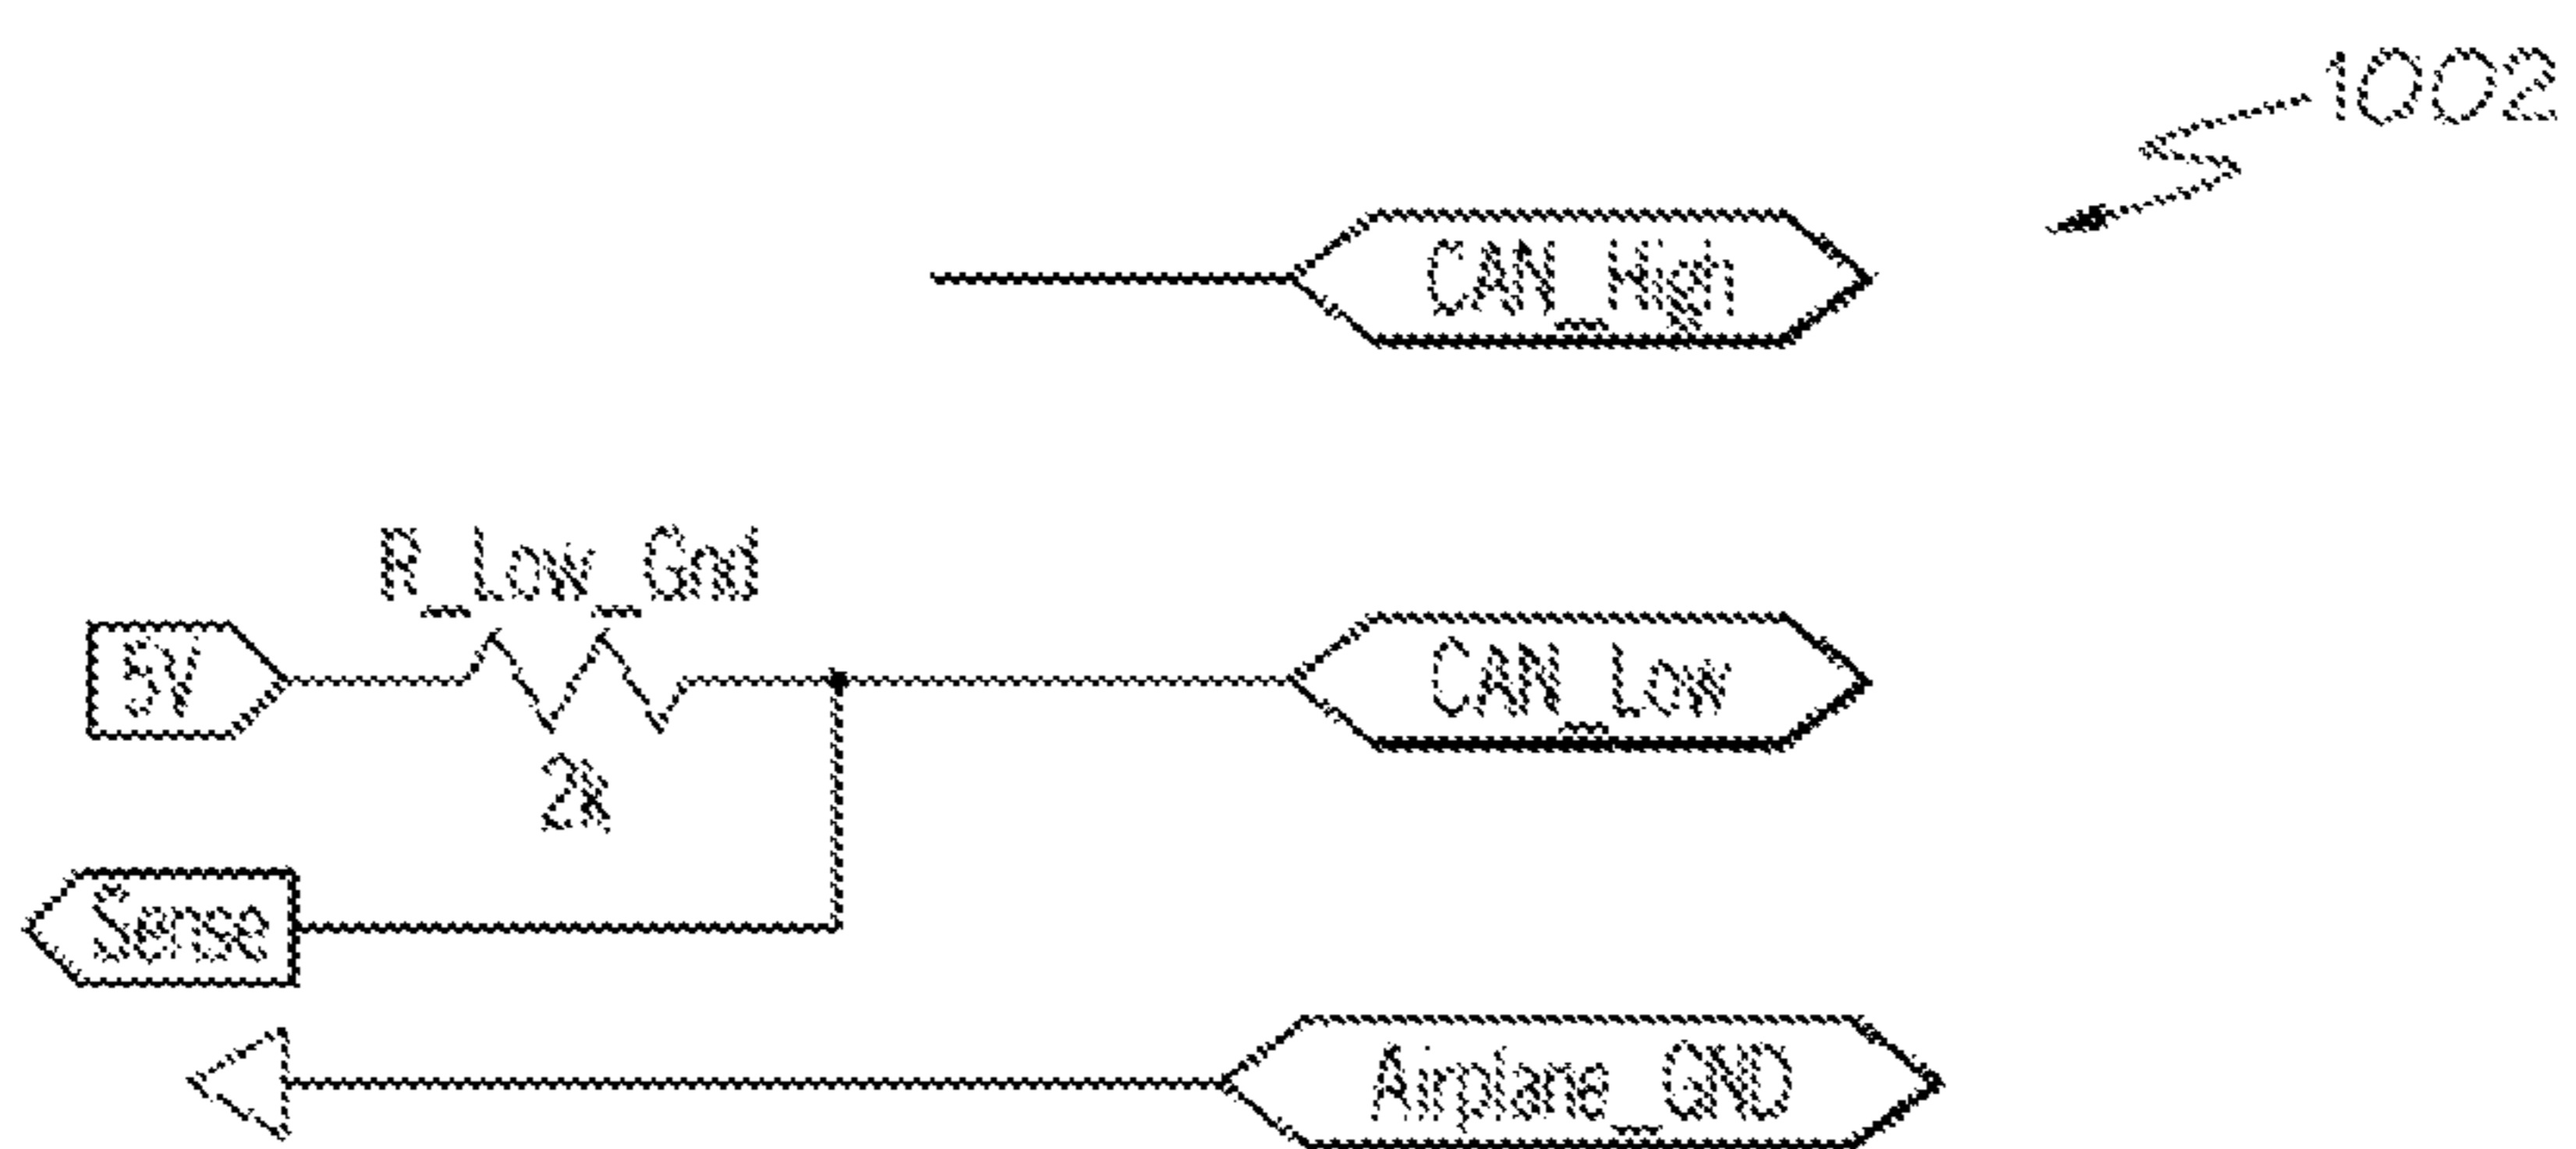 1002
CAN_High
R_Low_Gnd
5V
CAN_Low
2k
Sense
Airplane_GND